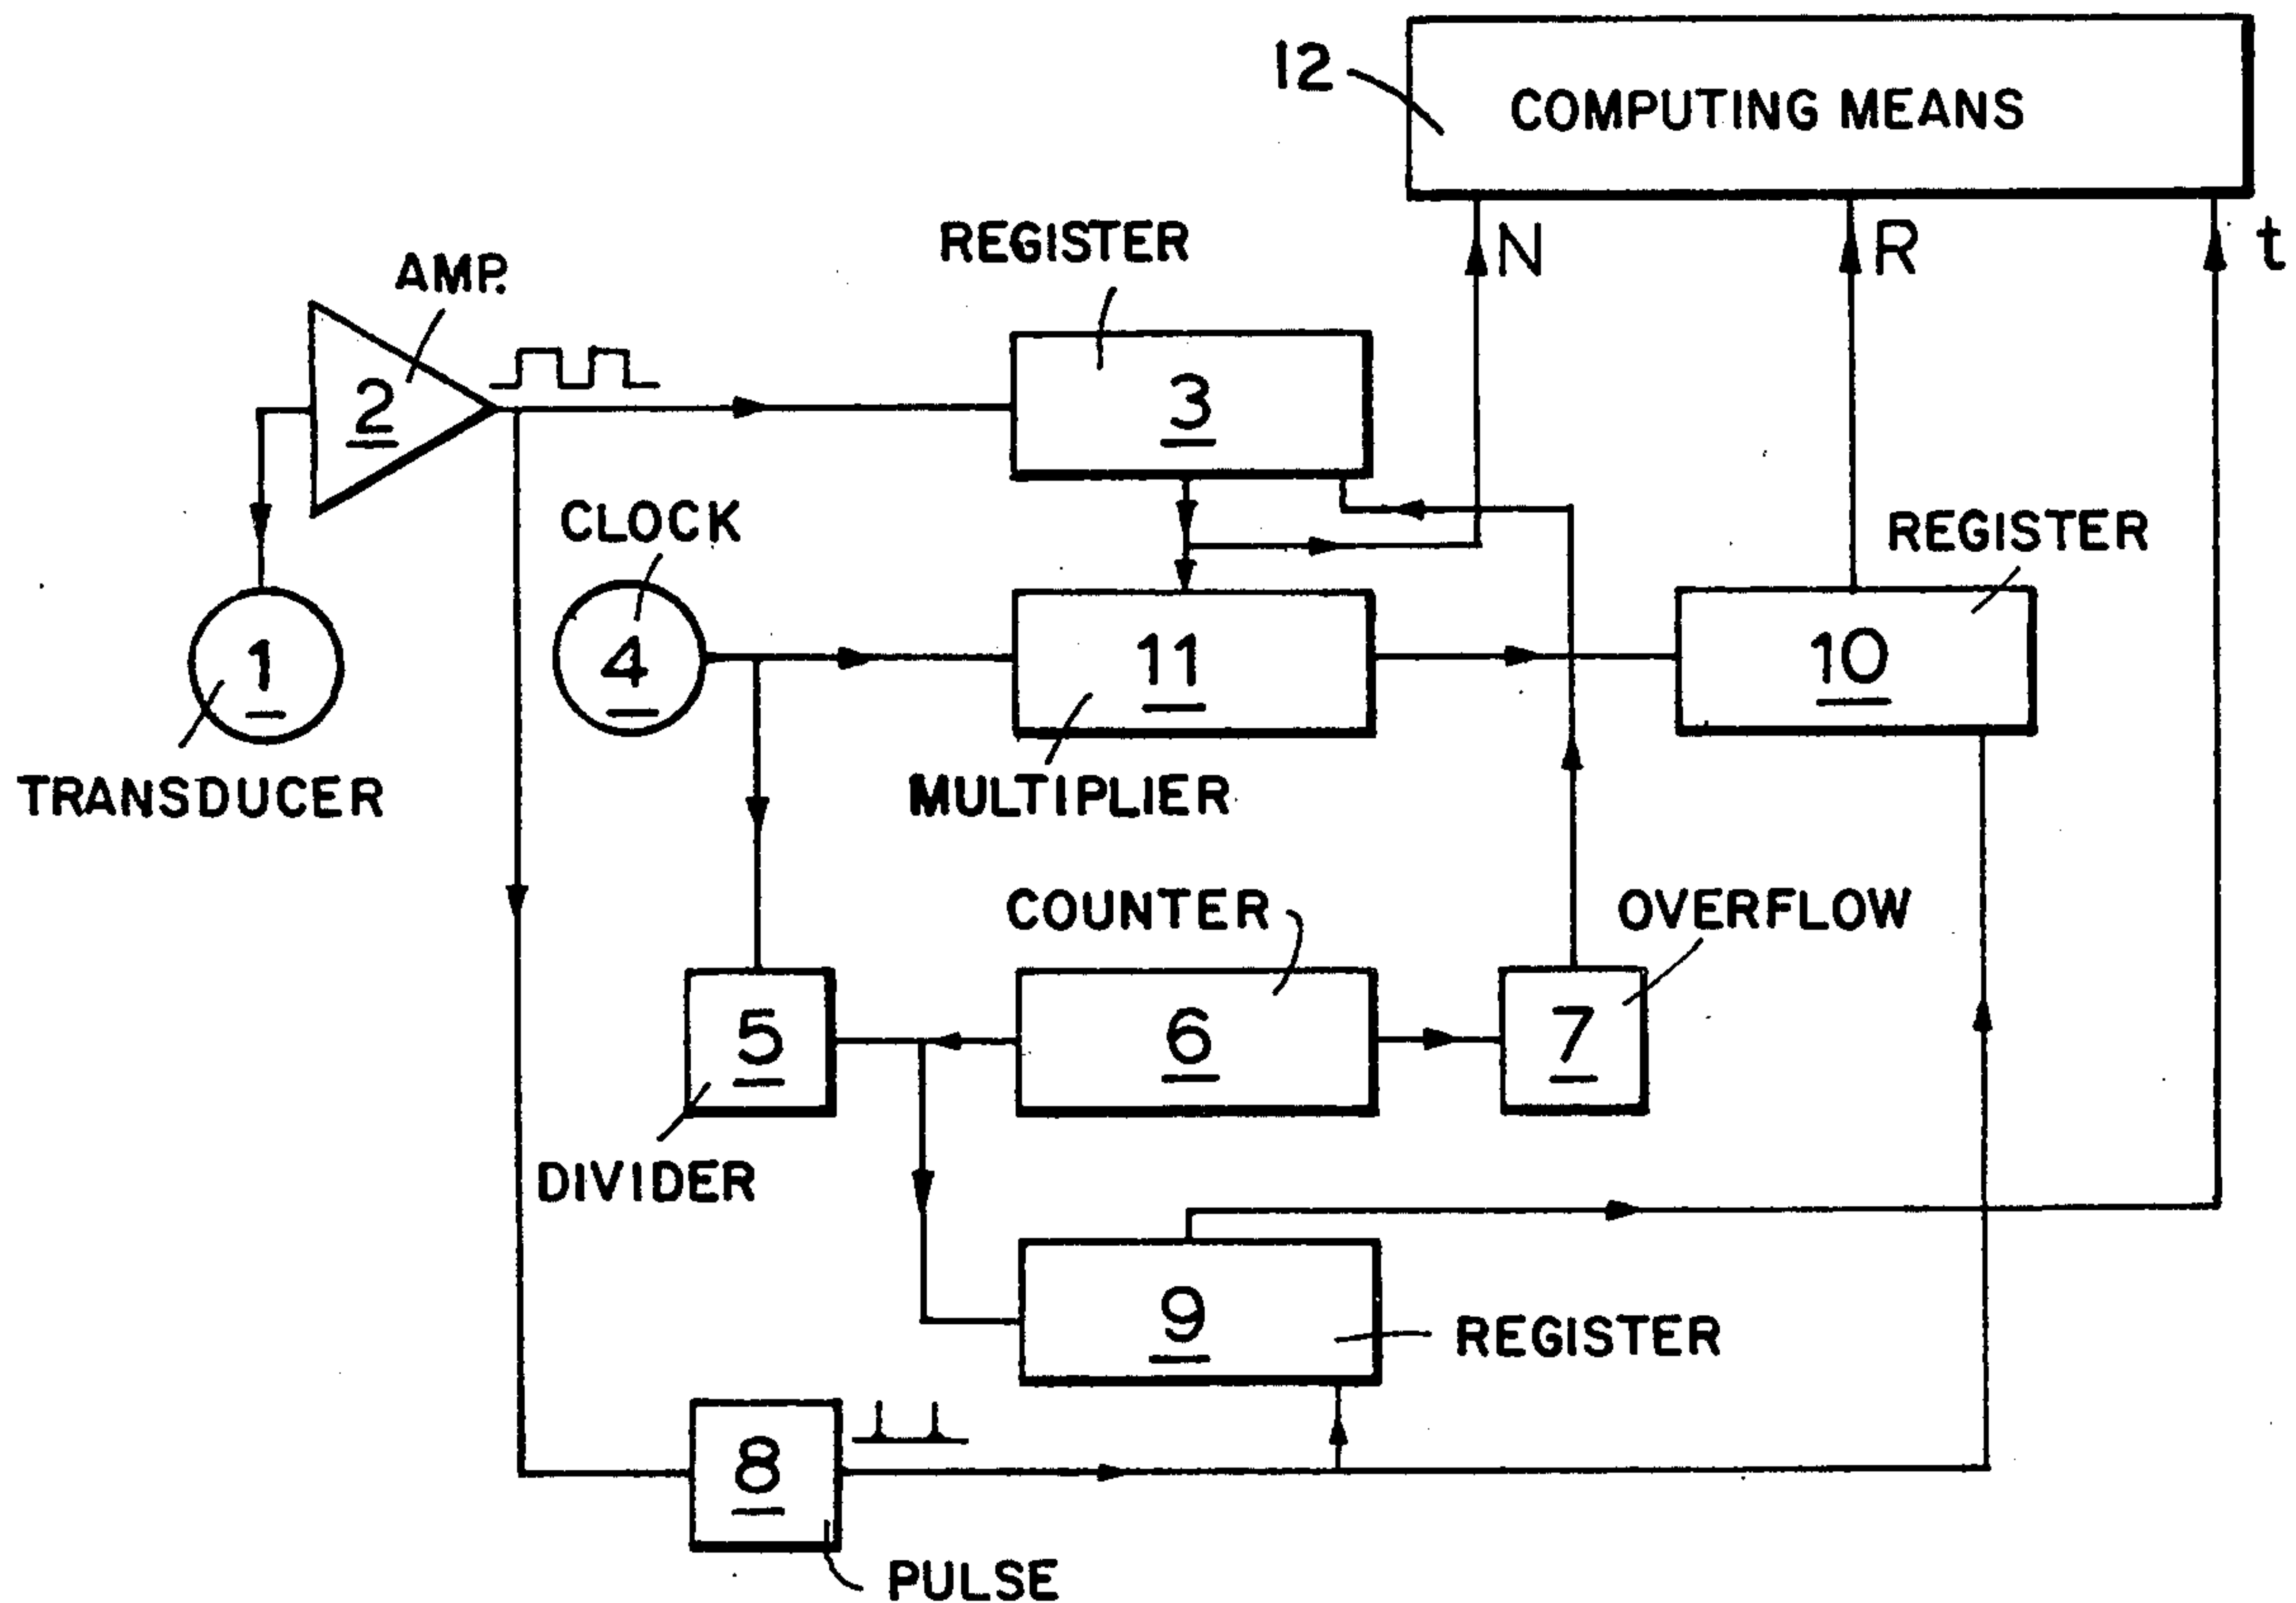 12
COMPUTING MEANS
REGISTER
N
R
t
AMP.
2
3
CLOCK
REGISTER
1
4
11
10
TRANSDUCER
MULTIPLIER
COUNTER
OVERFLOW
5
6
7
DIVIDER
9
REGISTER
8
PULSE